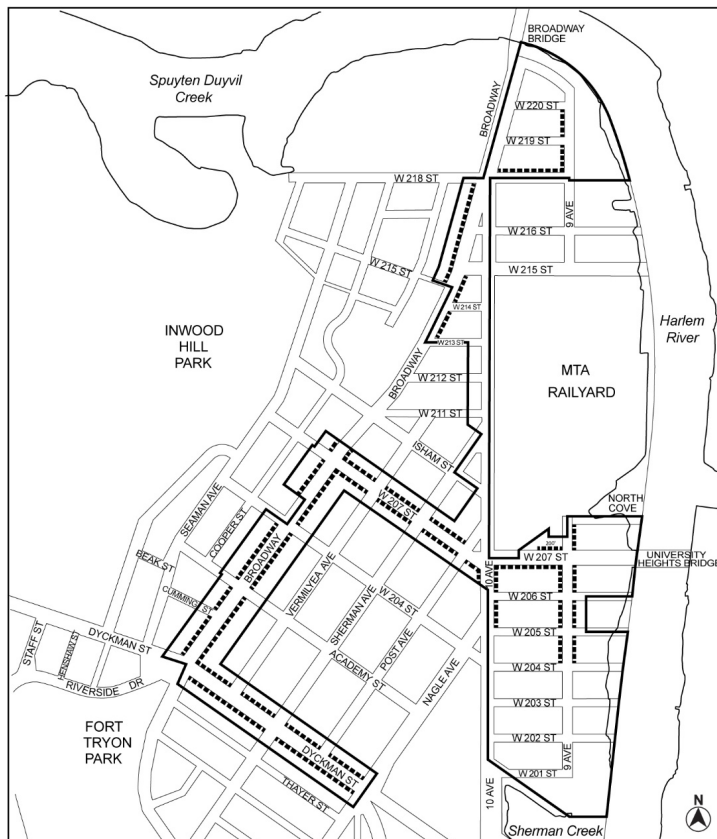 BROADWAY
BRIDGE
Spuyten Duyvil
Creek
BROADWAY
W 220 ST
W 219 ST
W 218 ST
9 AVE
W 216 ST
W 215 ST
W 215 ST
Harlem
River
W 214 ST
INWOOD
HILL
PARK
W 213 ST
MTA
RAILYARD
BROADWAY
W 212 ST
W 211 ST
ISHAM ST
SEAMAN AVE
COOPER ST
W 207 ST
NORTH
COVE
200'
W 207 ST
UNIVERSITY
HEIGHTS BRIDGE
BEAK ST
BROADWAY
VERMILYEA AVE
10 AVE
CUMMING ST
W 204 ST
W 206 ST
SHERMAN AVE
W 205 ST
STAFF ST
HENSHAW ST
DYCKMAN ST
POST AVE
ACADEMY ST
NAGLE AVE
W 204 ST
RIVERSIDE DR
W 203 ST
FORT
TRYON
PARK
DYCKMAN ST
W 202 ST
9 AVE
THAYER ST
10 AVE
W 201 ST
N
Sherman Creek